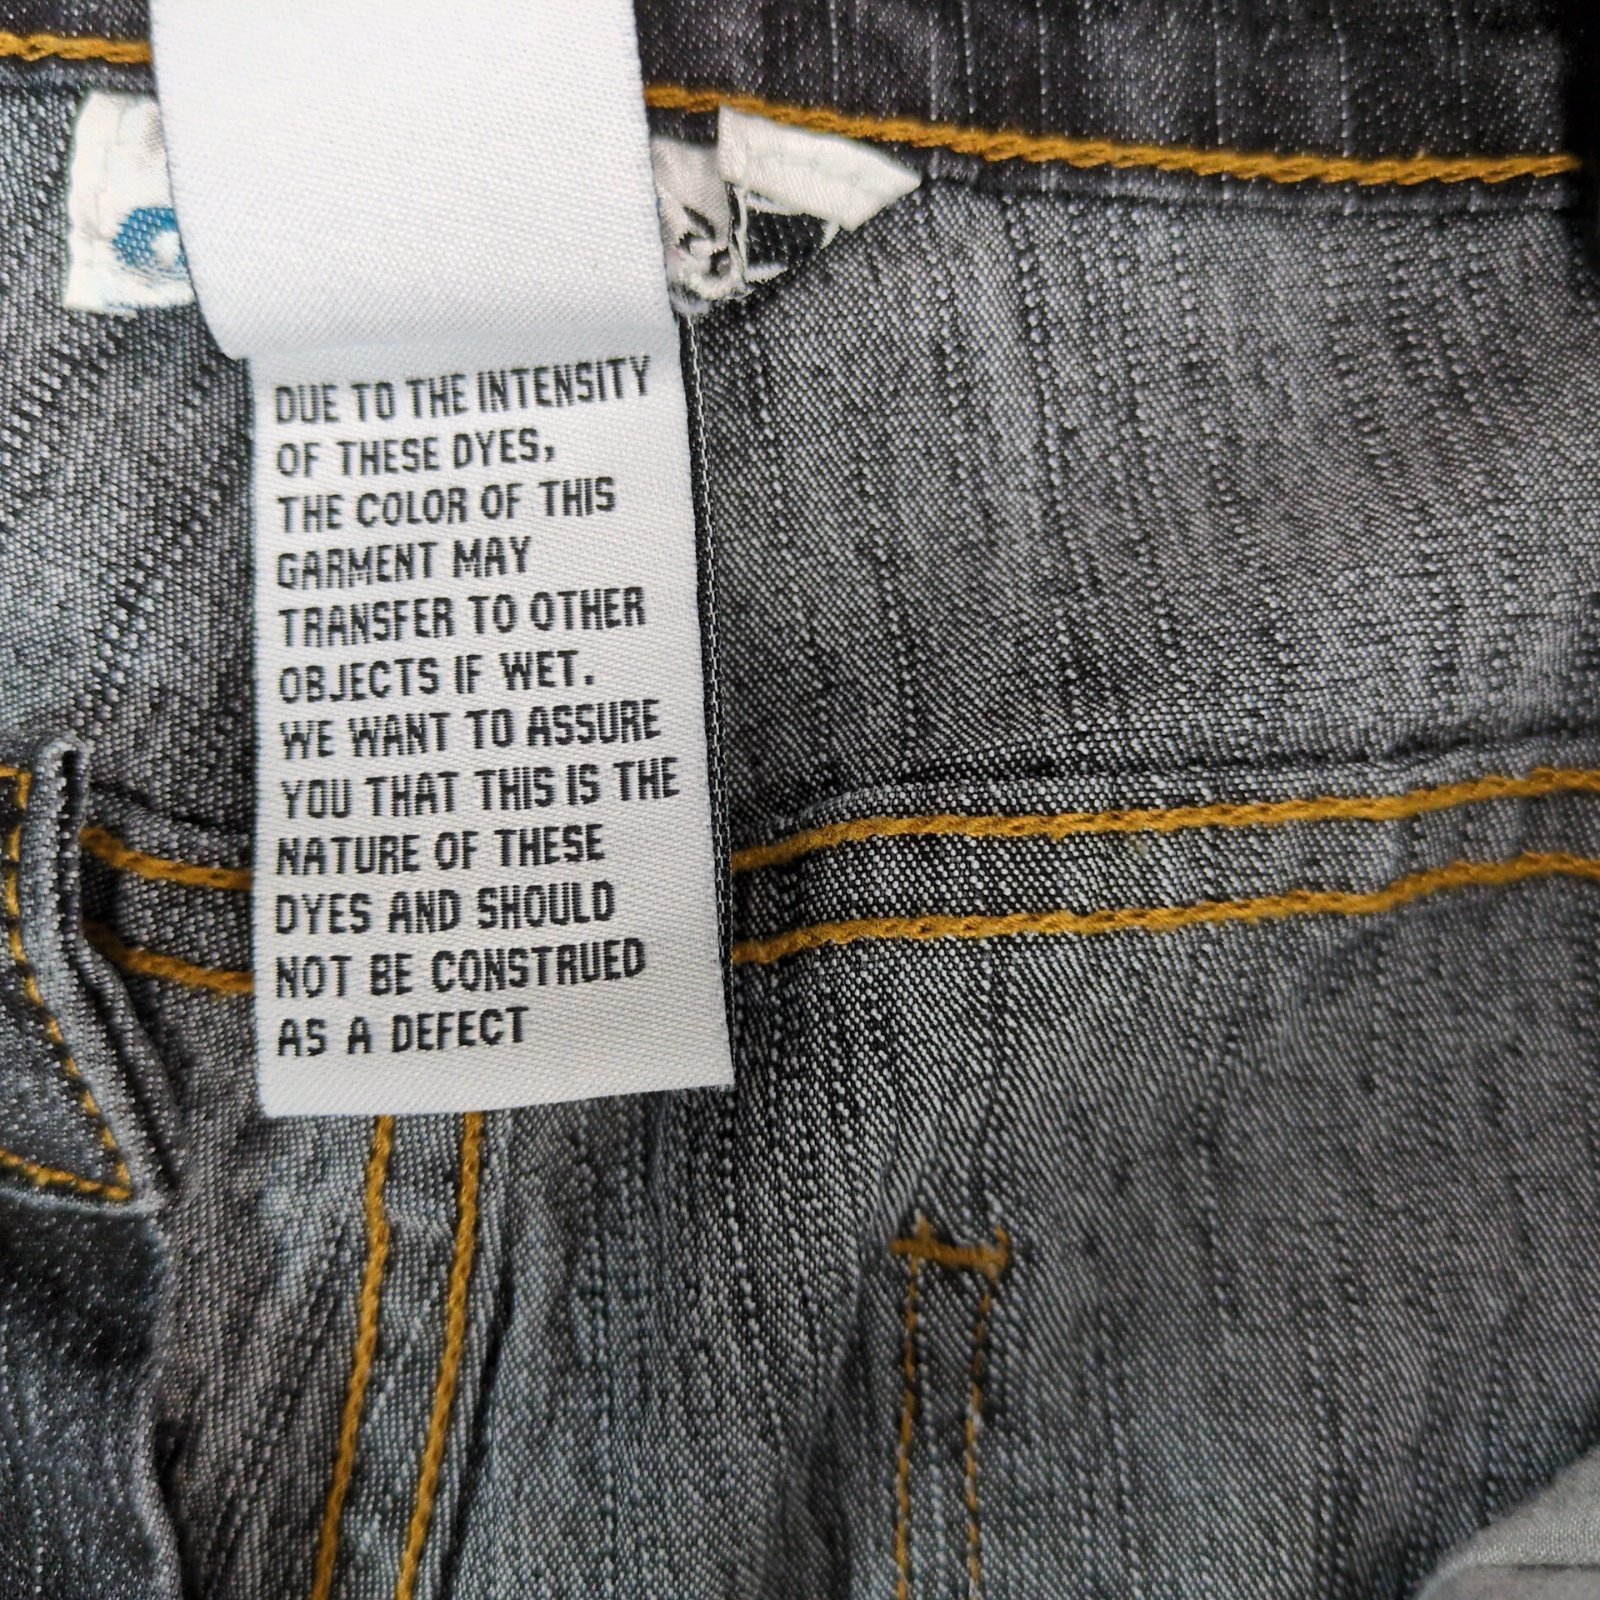 DUE TO THE INTENSITY
OF THESE DYES,
THE COLOR OF THIS
GARMENT MAY
TRANSFER TO OTHER
OBJECTS IF WET.
WE WANT TO ASSURE
YOU THAT THIS IS THE
NATURE OF THESE
DYES AND SHOULD
NOT BE CONSTRUED
AS A DEFECT